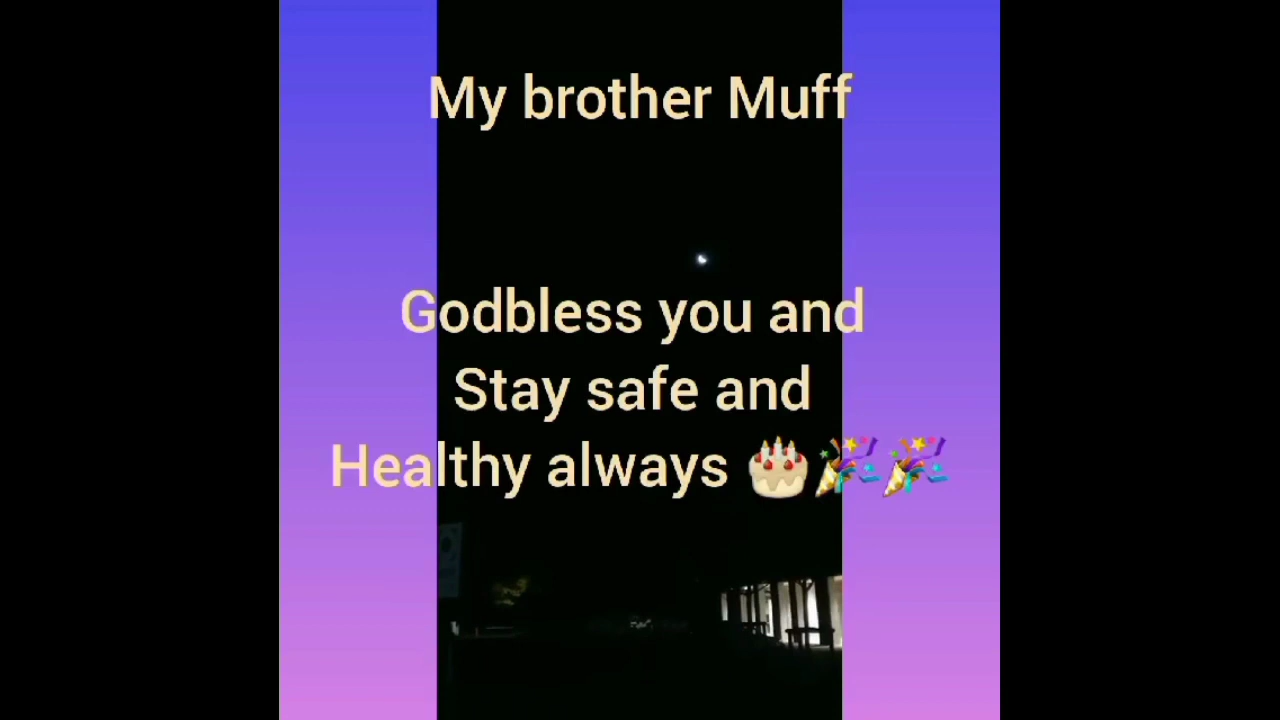 My brother Muff
Godbless you and
Stay safe and
Healthy always 🎂🎉🎉